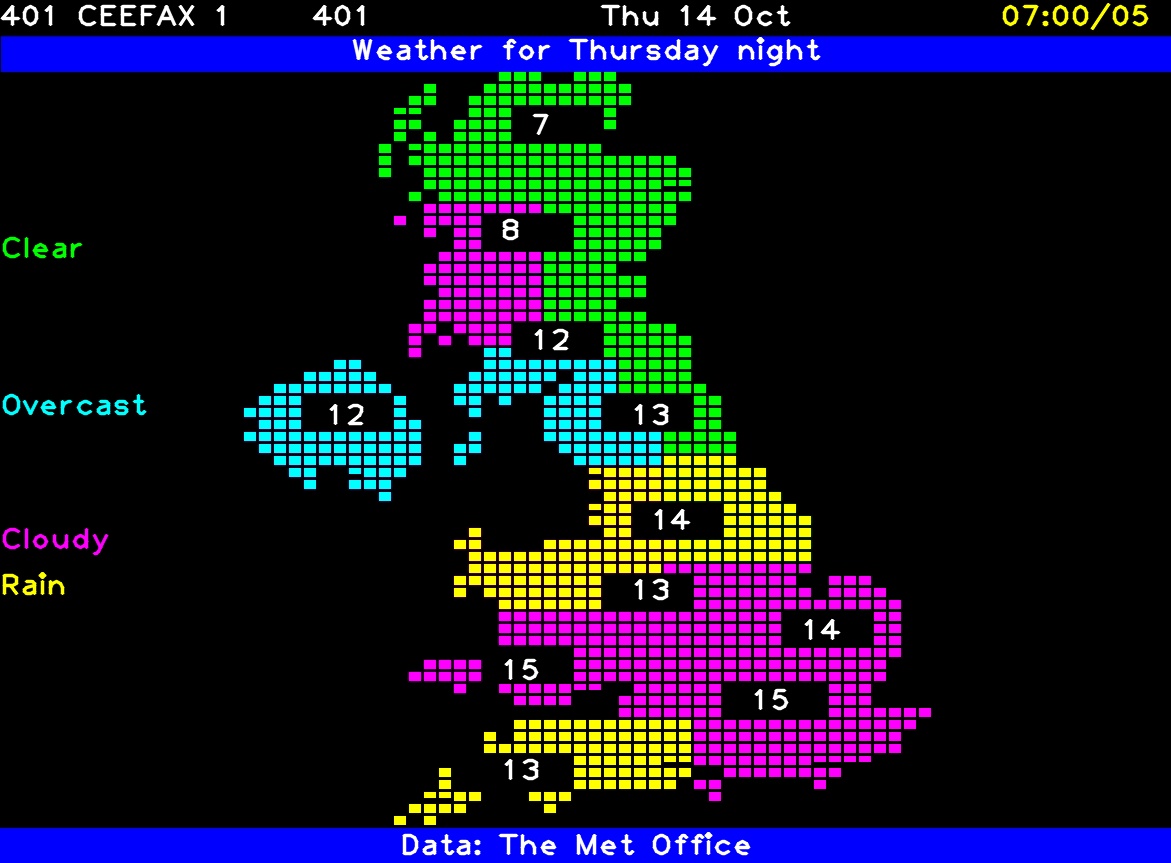 401 CEEFAX 1 401 Thu 14 Oct 07:00/05
Weather for Thursday night
7
8
Clear
12
12
13
Overcast
14
Cloudy
13
Rain
14
15
15
13
Data: The Met Office